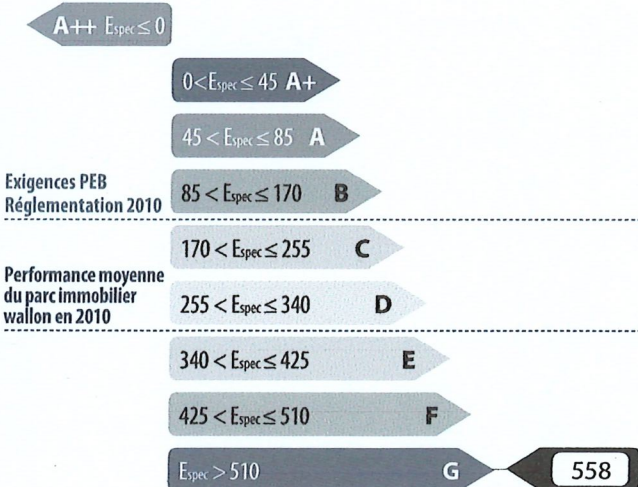 A++ Espec ≤ 0
0 < Espec ≤ 45 A+
45 < Espec ≤ 85 A
Exigences PEB
Réglementation 2010
85 < Espec ≤ 170 B
170 < Espec ≤ 255 C
Performance moyenne
du parc immobilier
wallon en 2010
255 < Espec ≤ 340 D
340 < Espec ≤ 425 E
425 < Espec ≤ 510 F
Espec > 510 G
558